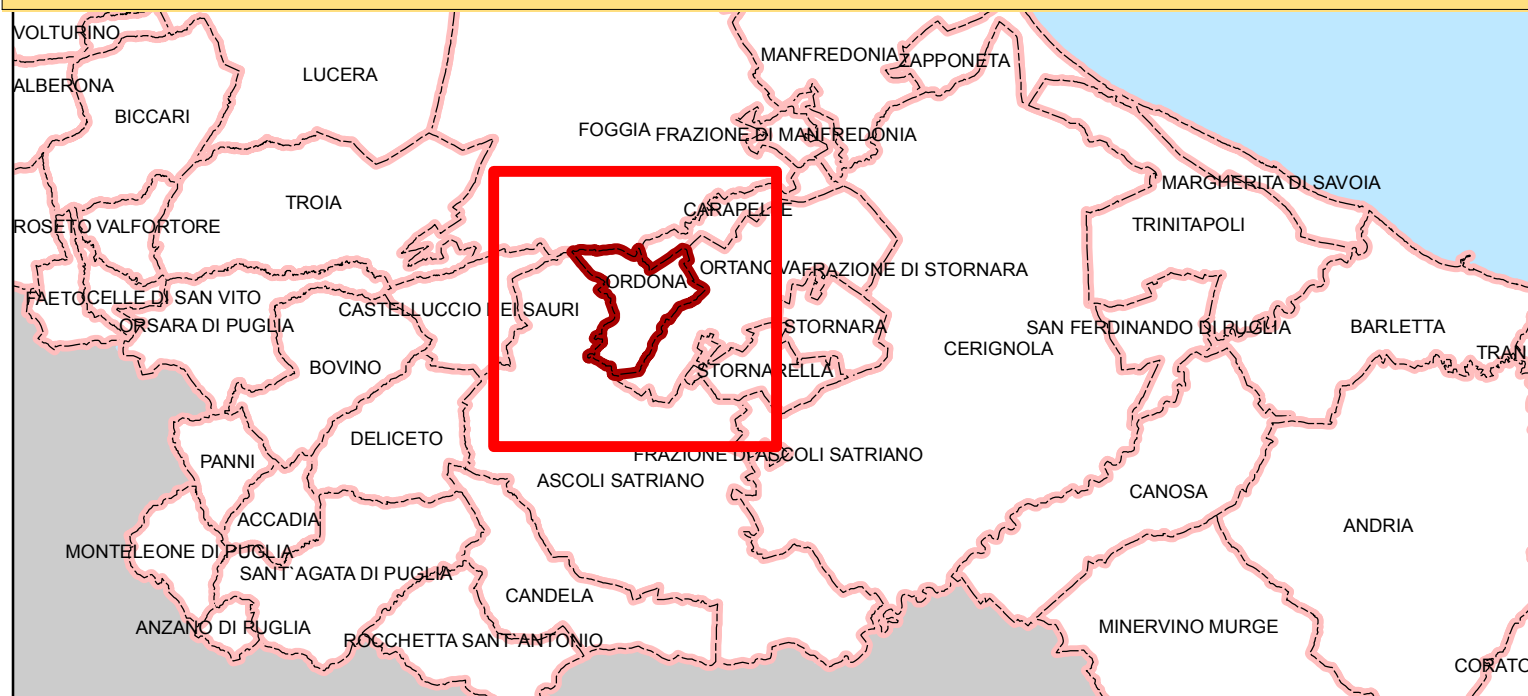 VOLTURINO
MANFREDONIA
ZAPPONETA
LUCERA
ALBERONA
BICCARI
FOGGIA
FRAZIONE DI MANFREDONIA
MARGHERITA DI SAVOIA
TROIA
CARAPELLE
TRINITAPOLI
ROSETO VALFORTORE
ORTANOVA
FRAZIONE DI STORNARA
ORDONA
FAETO
CELLE DI SAN VITO
CASTELLUCCIO DEI SAURI
ORSARA DI PUGLIA
STORNARA
SAN FERDINANDO DI PUGLIA
BARLETTA
CERIGNOLA
TRAN
BOVINO
STORNARELLA
DELICETO
FRAZIONE DI ASCOLI SATRIANO
PANNI
ASCOLI SATRIANO
CANOSA
ACCADIA
ANDRIA
MONTELEONE DI PUGLIA
SANT`AGATA DI PUGLIA
CANDELA
ANZANO DI PUGLIA
MINERVINO MURGE
ROCCHETTA SANT`ANTONIO
CORATO